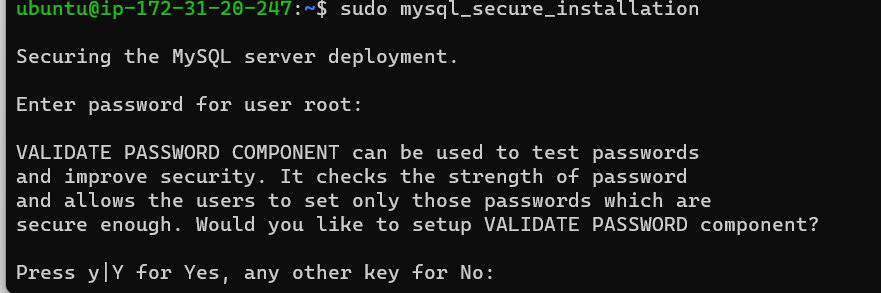 ubuntu@ip-172-31-20-247:~$ sudo mysql_secure_installation
Securing the MySQL server deployment.
Enter password for user root:
VALIDATE PASSWORD COMPONENT can be used to test passwords
and improve security. It checks the strength of password
and allows the users to set only those passwords which are
secure enough. Would you like to setup VALIDATE PASSWORD component?
Press y|Y for Yes, any other key for No: